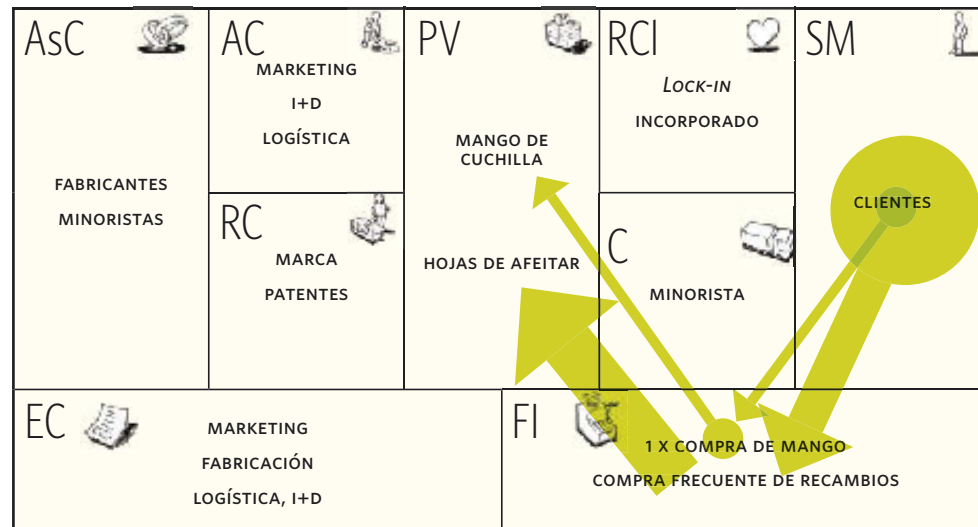 AsC
FABRICANTES
MINORISTAS
AC
MARKETING
I+D
LOGÍSTICA
RC
MARCA
PATENTES
PV
MANGO DE
CUCHILLA
HOJAS DE AFEITAR
RCl
LOCK-IN
INCORPORADO
C
MINORISTA
SM
CLIENTES
EC
MARKETING
FABRICACIÓN
LOGÍSTICA, I+D
FI
1 X COMPRA DE MANGO
COMPRA FRECUENTE DE RECAMBIOS